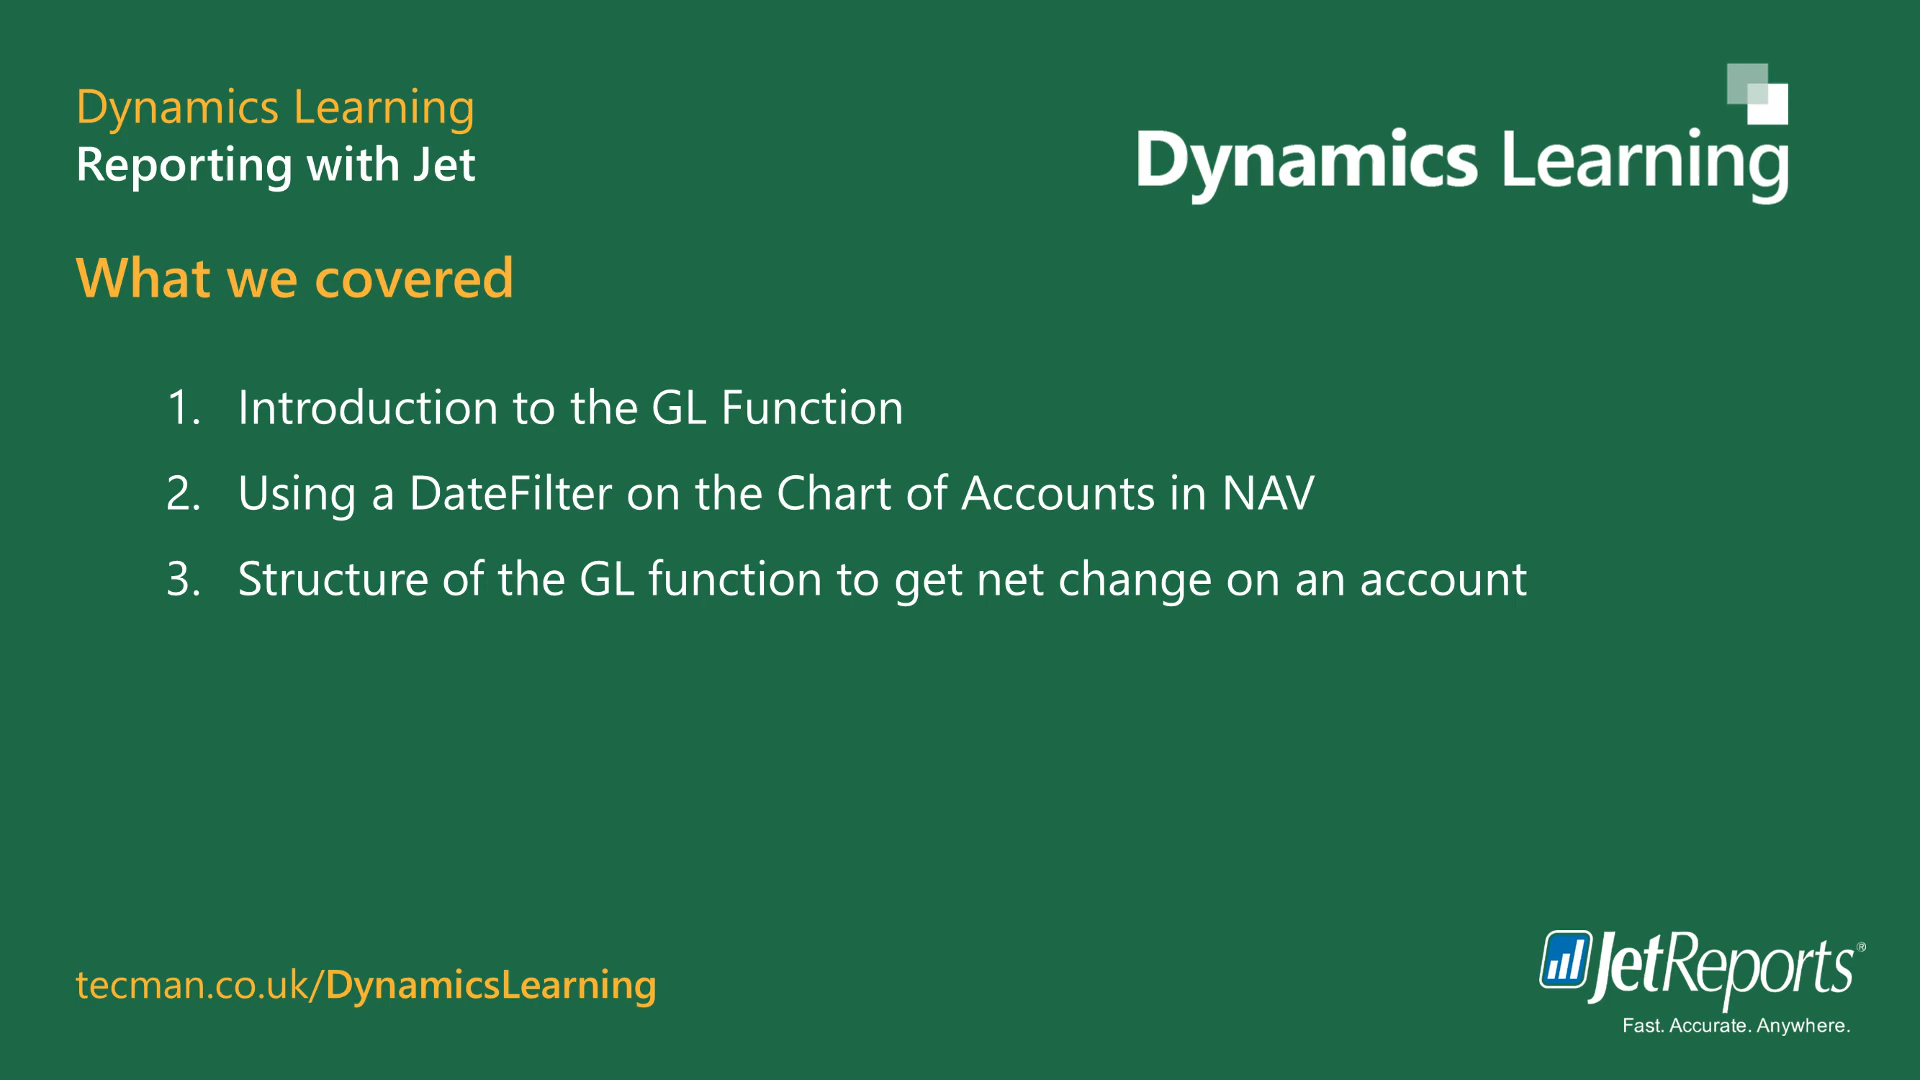 Dynamics Learning
Reporting with Jet
Dynamics Learning
What we covered
1. Introduction to the GL Function
2. Using a DateFilter on the Chart of Accounts in NAV
3. Structure of the GL function to get net change on an account
tecman.co.uk/DynamicsLearning
JetReports®
Fast. Accurate. Anywhere.